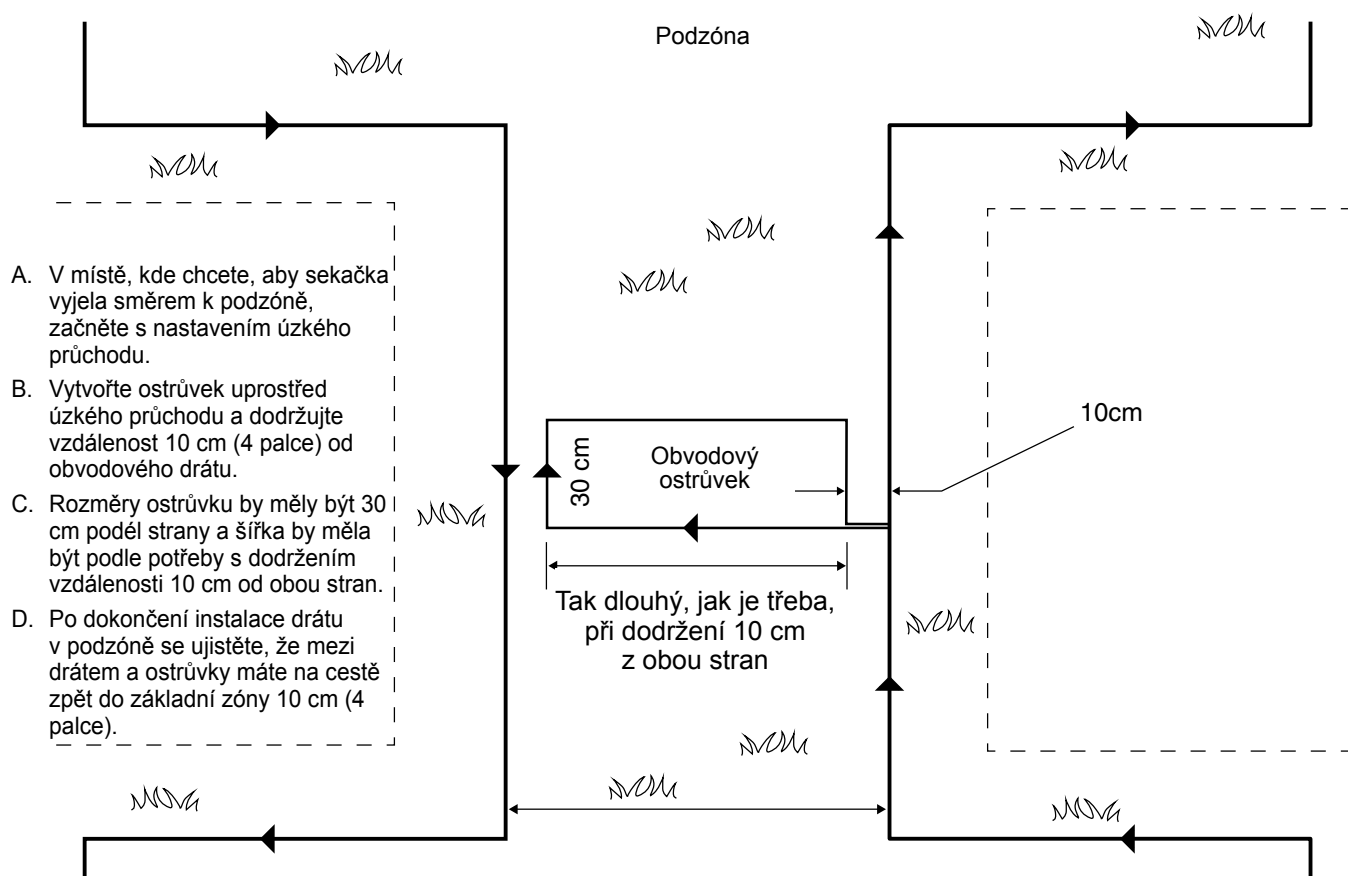 Podzóna
A. V místě, kde chcete, aby sekačka
vyjela směrem k podzóně,
začněte s nastavením úzkého
průchodu.
B. Vytvořte ostrůvek uprostřed
úzkého průchodu a dodržujte
vzdálenost 10 cm (4 palce) od
obvodového drátu.
C. Rozměry ostrůvku by měly být 30
cm podél strany a šířka by měla
být podle potřeby s dodržením
vzdálenosti 10 cm od obou stran.
D. Po dokončení instalace drátu
v podzóně se ujistěte, že mezi
drátem a ostrůvky máte na cestě
zpět do základní zóny 10 cm (4
palce).
30 cm
Obvodový
ostrůvek
10cm
Tak dlouhý, jak je třeba,
při dodržení 10 cm
z obou stran